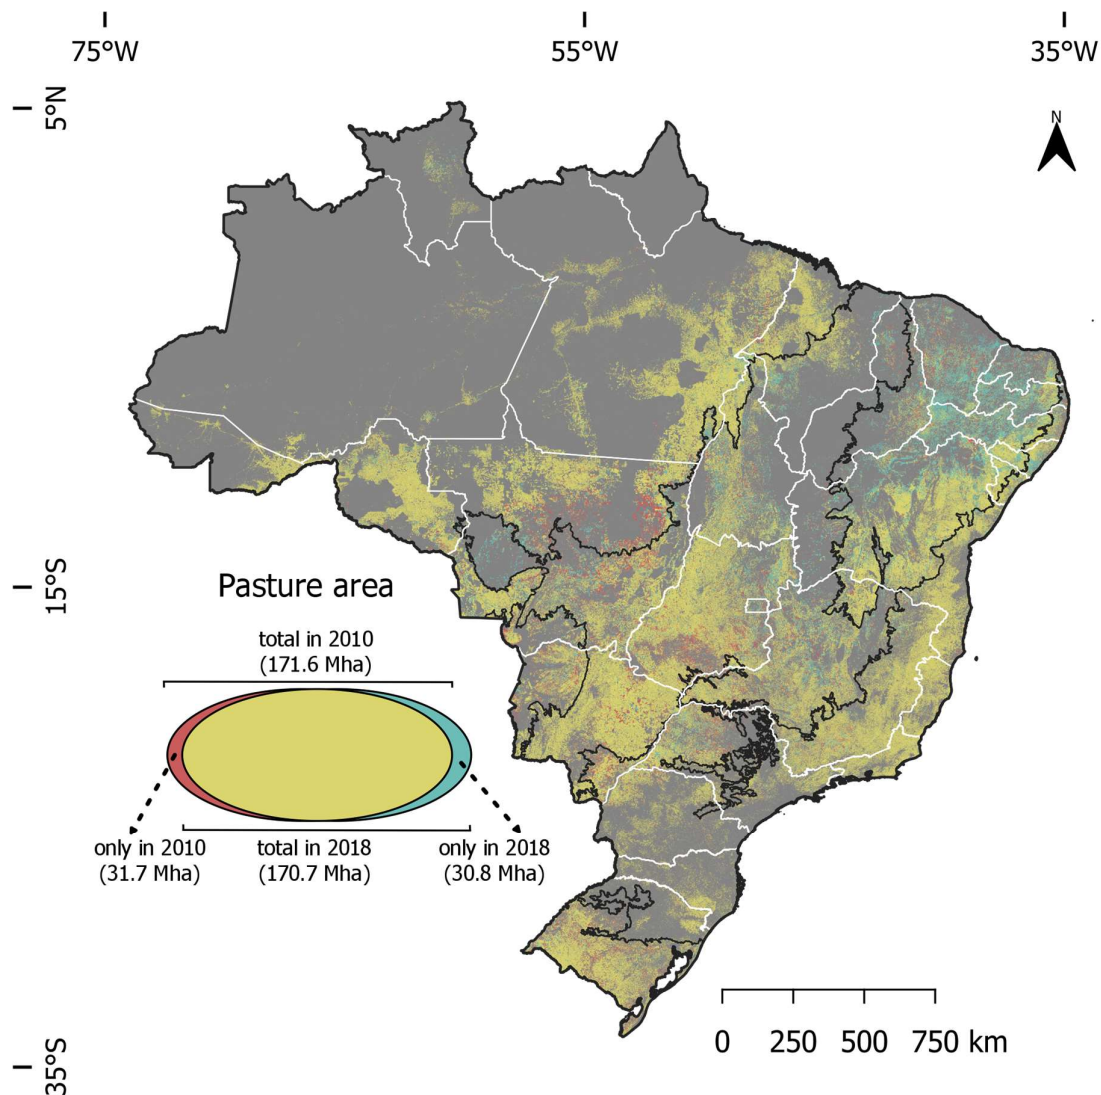 75°W
55°W
35°W
5°N
N
15°S
Pasture area
total in 2010
(171.6 Mha)
only in 2010
(31.7 Mha)
total in 2018
(170.7 Mha)
only in 2018
(30.8 Mha)
0 250 500 750 km
35°S